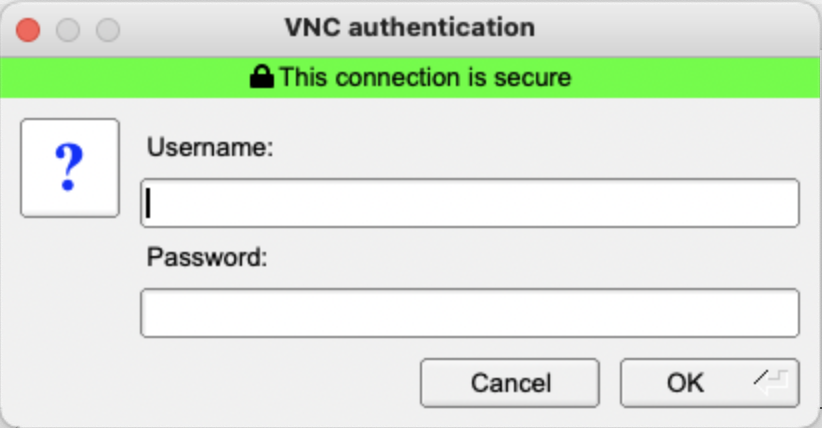 VNC authentication
This connection is secure
?
Username:
Password:
Cancel OK